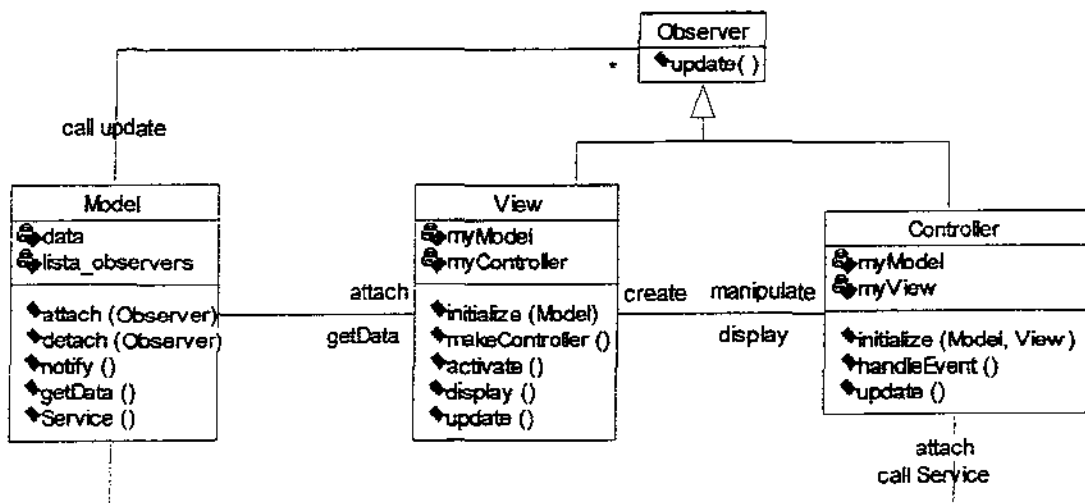 Observer
update( )
*
call update
Model
data
lista_observers
attach (Observer)
detach (Observer)
notify ()
getData ()
Service ()
attach
getData
View
myModel
myController
initialize (Model)
makeController ()
activate ()
display ()
update ()
create
manipulate
display
Controller
myModel
myView
initialize (Model, View )
handleEvent ()
update ()
attach
call Service